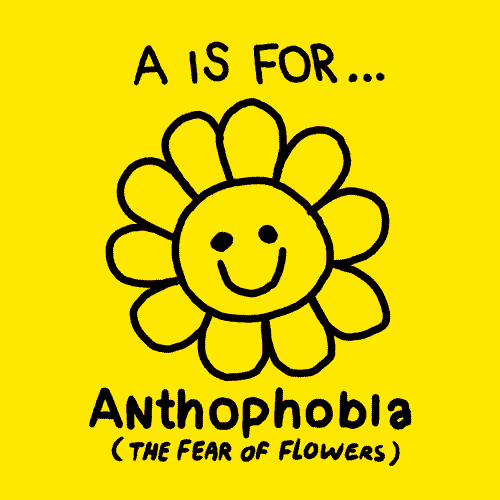 A IS FOR...
Anthophobia
(THE FEAR OF FLOWERS)